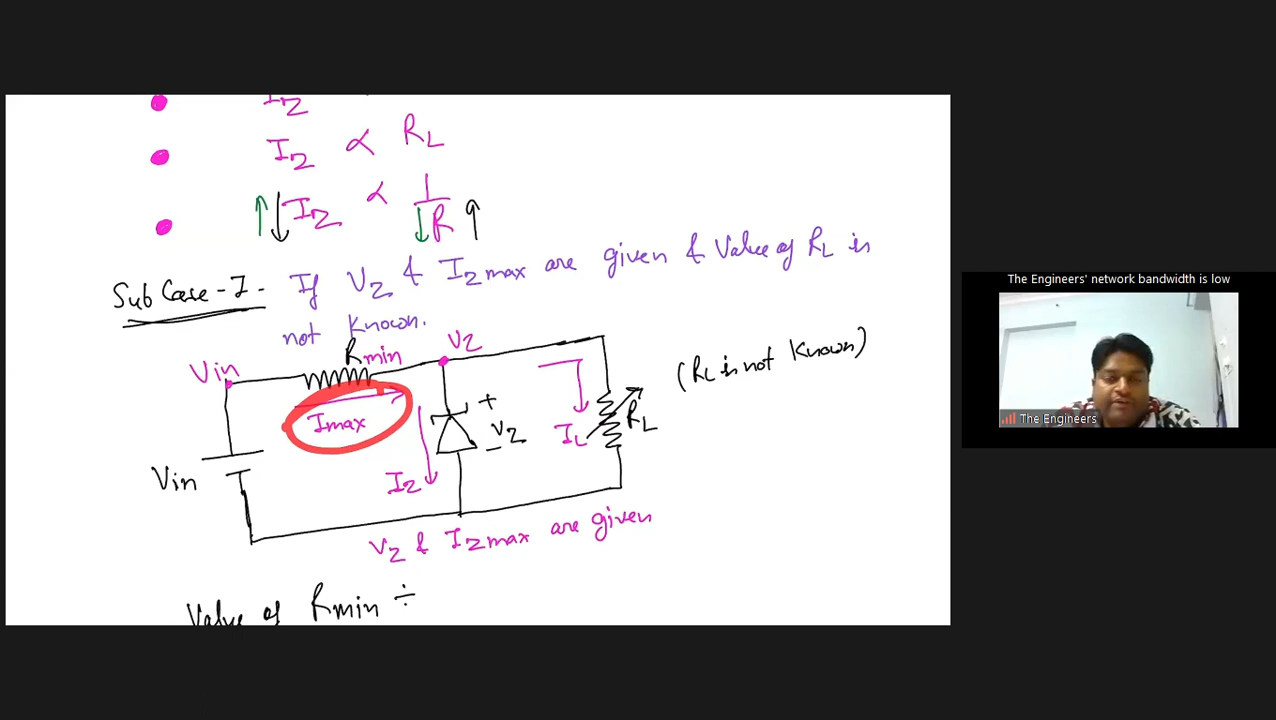 IZ
IZ ∝ RL
IZ ∝ 1/R
Sub Case-I - If VZ & IZmax are given & Value of RL is
not known.
Rmin
VZ
Vin
(RL is not known)
Imax
+
VZ
-
IL
RL
Vin
IZ
VZ & IZmax are given
Value of Rmin ÷
The Engineers' network bandwidth is low
The Engineers